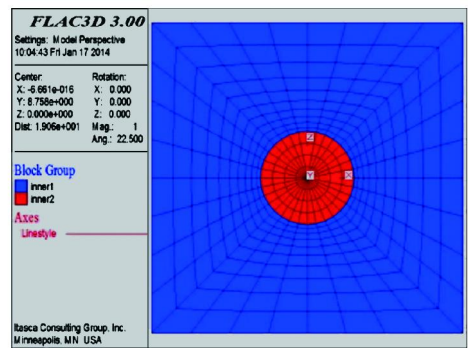 FLAC3D 3.00
Settings: Model Perspective
10:04:43 Fri Jan 17 2014
Center:
X: -6.661e-016
Y: 8.758e+000
Z: 0.000e+000
Dist: 1.906e+001
Rotation:
X: 0.000
Y: 0.000
Z: 0.000
Mag.: 1
Ang.: 22.500
Block Group
inner1
inner2
Axes
Linestyle
Itasca Consulting Group, Inc.
Minneapolis, MN USA
Z
Y
X